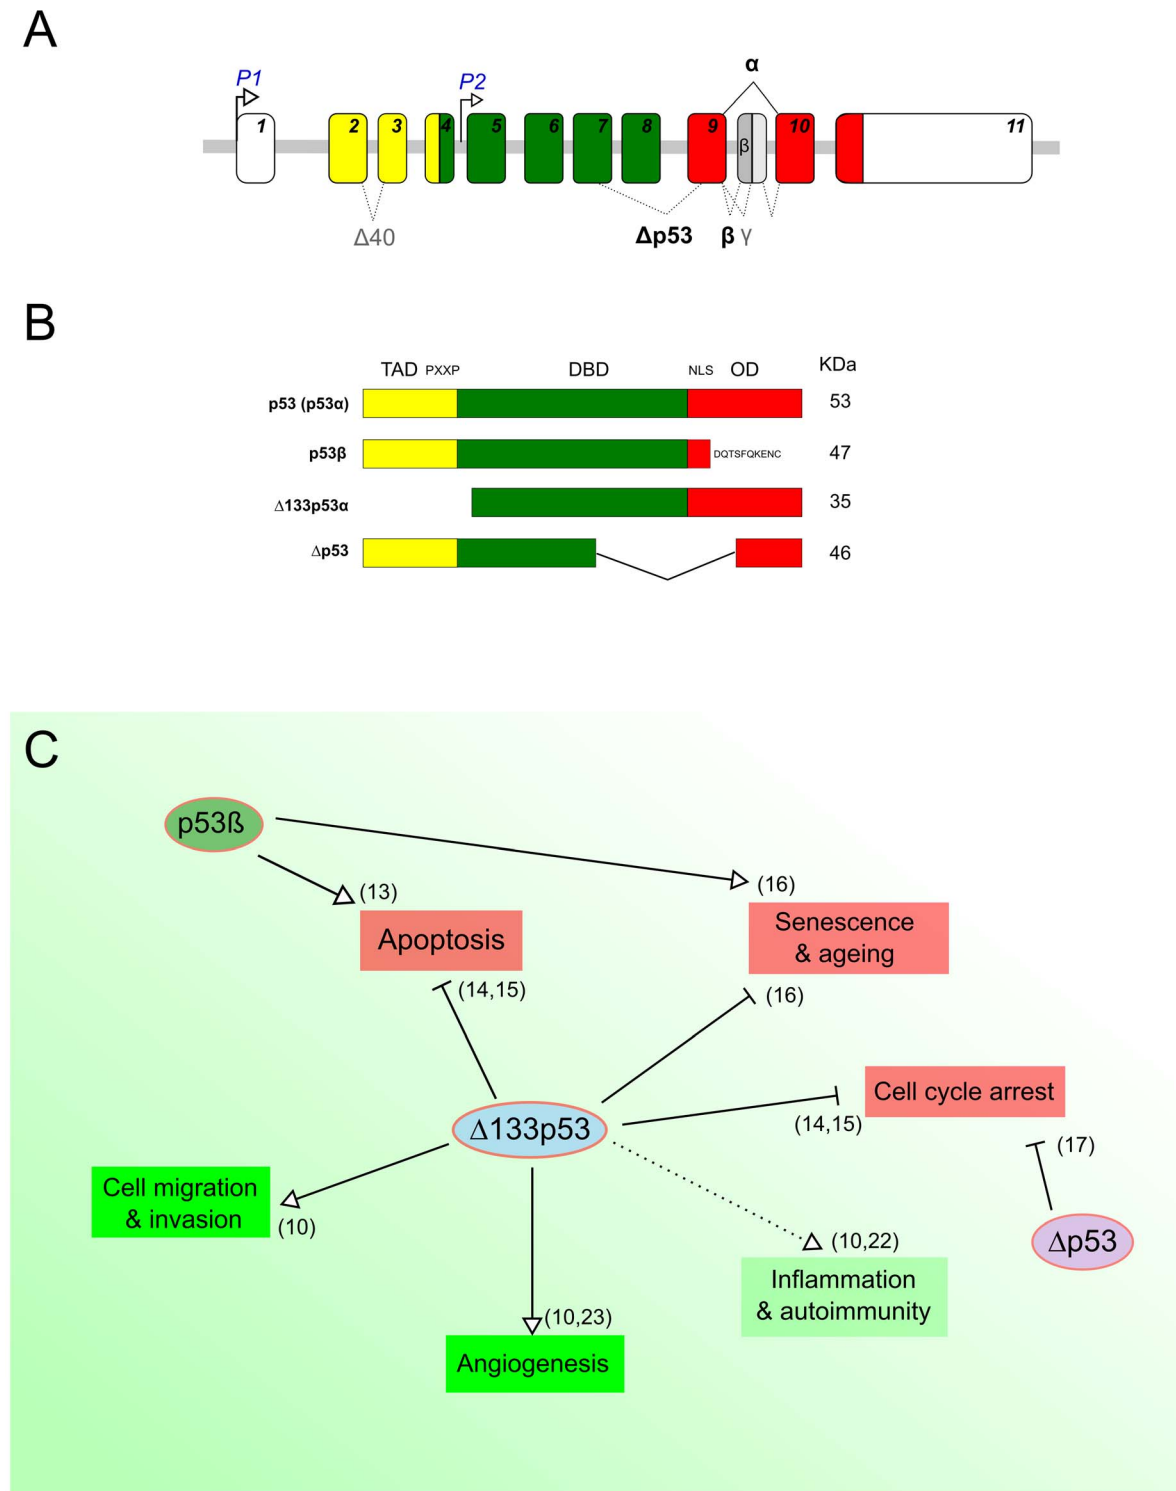 A
P1
P2
α
1
2
3
4
5
6
7
8
9
β
10
11
Δ40
Δp53
β γ
B
TAD PXXP DBD NLS OD KDa
p53 (p53α) 53
p53β DQTSFQKENC 47
Δ133p53α 35
Δp53 46
C
p53ß
(13)
(16)
Apoptosis
Senescence
& ageing
(14,15)
(16)
Δ133p53
Cell cycle arrest
(14,15)
(17)
Cell migration
& invasion
(10)
Δp53
(10,22)
Inflammation
& autoimmunity
(10,23)
Angiogenesis